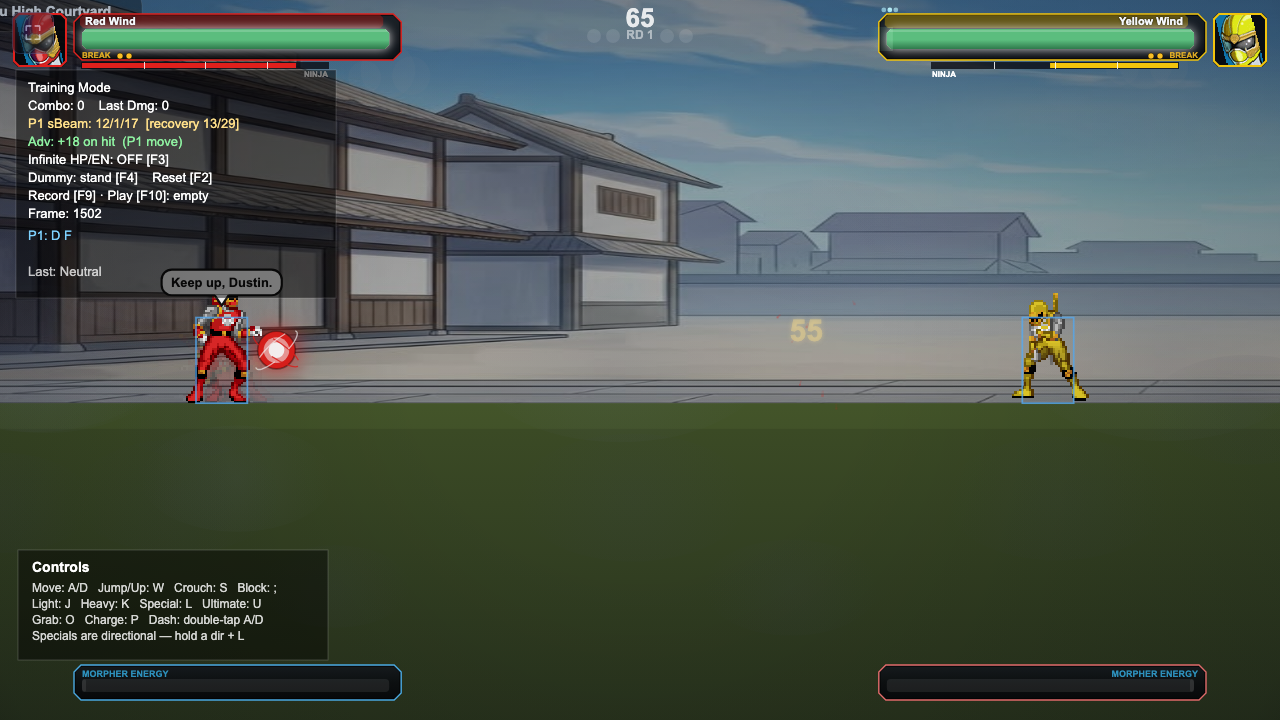 u High Courtyard
Red Wind
65
RD 1
Yellow Wind
BREAK
BREAK
NINJA
NINJA
Training Mode
Combo: 0 Last Dmg: 0
P1 sBeam: 12/1/17 [recovery 13/29]
Adv: +18 on hit (P1 move)
Infinite HP/EN: OFF [F3]
Dummy: stand [F4] Reset [F2]
Record [F9] · Play [F10]: empty
Frame: 1502
P1: D F
Last: Neutral
Keep up, Dustin.
55
Controls
Move: A/D Jump/Up: W Crouch: S Block: ;
Light: J Heavy: K Special: L Ultimate: U
Grab: O Charge: P Dash: double-tap A/D
Specials are directional — hold a dir + L
MORPHER ENERGY
MORPHER ENERGY